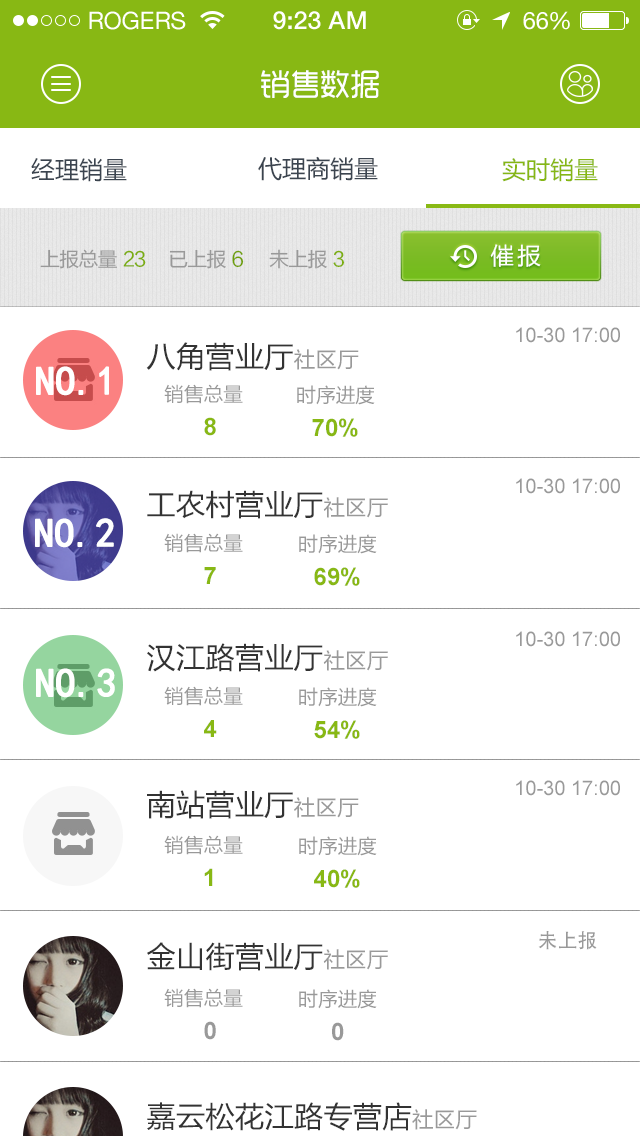 ROGERS 9:23 AM 66%
销售数据
经理销量 代理商销量 实时销量
上报总量 23 已上报 6 未上报 3 催报
10-30 17:00
NO. 1 八角营业厅社区厅
销售总量 时序进度
8 70%
10-30 17:00
NO. 2 工农村营业厅社区厅
销售总量 时序进度
7 69%
10-30 17:00
NO. 3 汉江路营业厅社区厅
销售总量 时序进度
4 54%
10-30 17:00
南站营业厅社区厅
销售总量 时序进度
1 40%
未上报
金山街营业厅社区厅
销售总量 时序进度
0 0
嘉云松花江路专营店社区厅